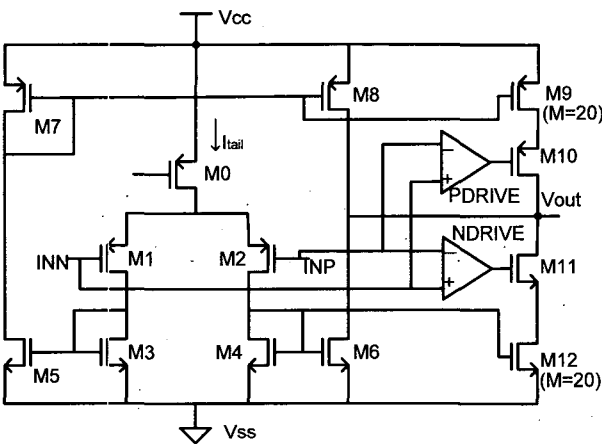 Vcc
M7
M8
M9
(M=20)
Itail
M0
−
+
PDRIVE
M10
Vout
NDRIVE
INN
M1
M2
INP
−
+
M11
M5
M3
M4
M6
M12
(M=20)
Vss